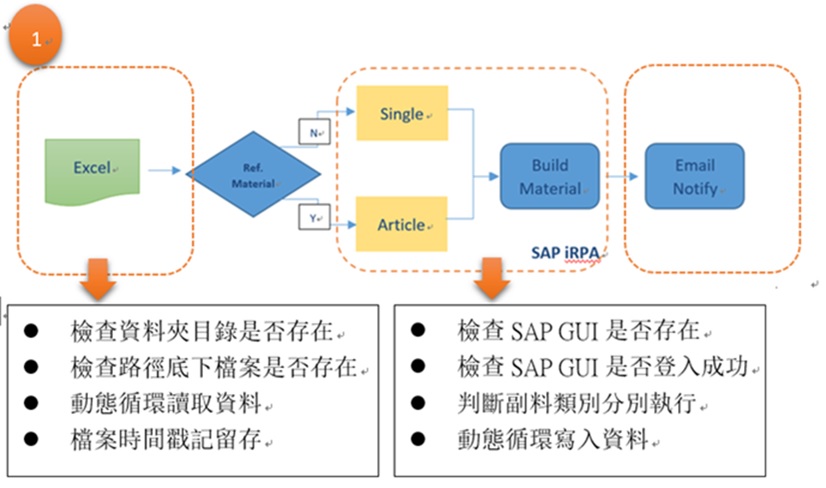 1
Excel
Ref.
Material
N
Y
Single
Article
Build
Material
SAP iRPA
Email
Notify
● 檢查資料夾目錄是否存在
● 檢查路徑底下檔案是否存在
● 動態循環讀取資料
● 檔案時間戳記留存
● 檢查 SAP GUI 是否存在
● 檢查 SAP GUI 是否登入成功
● 判斷副料類別分別執行
● 動態循環寫入資料